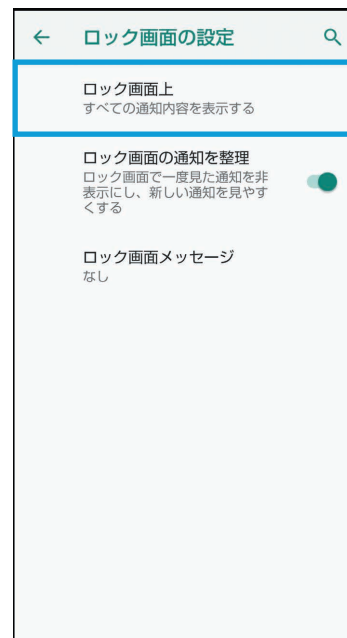 ロック画面の設定
ロック画面上
すべての通知内容を表示する
ロック画面の通知を整理
ロック画面で一度見た通知を非
表示にし、新しい通知を見やす
くする
ロック画面メッセージ
なし